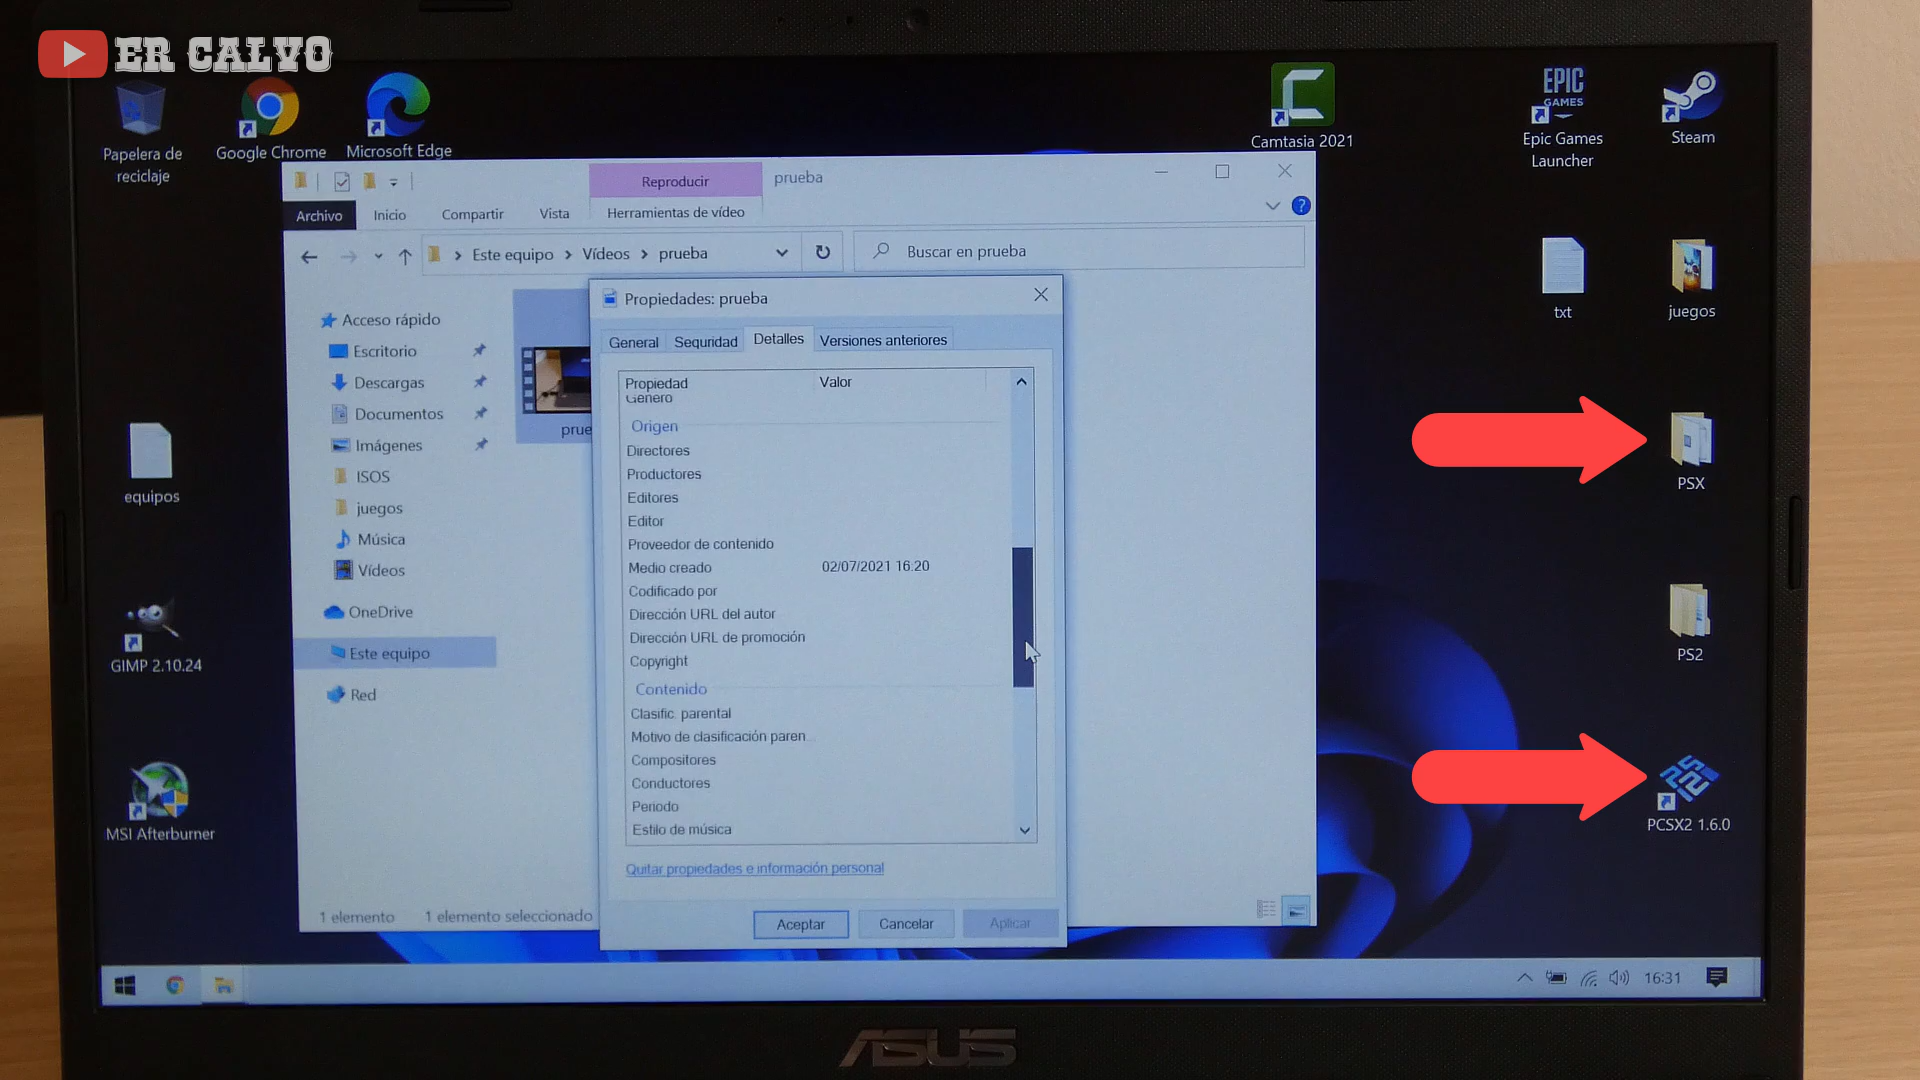 ER CALVO
Papelera de
reciclaje
Google Chrome
Microsoft Edge
Camtasia 2021
EPIC
GAMES
Epic Games
Launcher
Steam
Reproducir
prueba
Archivo
Inicio
Compartir
Vista
Herramientas de vídeo
Este equipo > Vídeos > prueba
Buscar en prueba
Propiedades: prueba
General
Seguridad
Detalles
Versiones anteriores
Propiedad
Valor
Género
Origen
Directores
Productores
Editores
Editor
Proveedor de contenido
Medio creado
02/07/2021 16:20
Codificado por
Dirección URL del autor
Dirección URL de promoción
Copyright
Contenido
Clasific. parental
Motivo de clasificación paren...
Compositores
Conductores
Periodo
Estilo de música
Quitar propiedades e información personal
Aceptar
Cancelar
Aplicar
Acceso rápido
Escritorio
Descargas
Documentos
Imágenes
ISOS
juegos
Música
Vídeos
OneDrive
Este equipo
Red
prue
1 elemento
1 elemento seleccionado
equipos
GIMP 2.10.24
MSI Afterburner
txt
juegos
PSX
PS2
PCSX2 1.6.0
16:31
ASUS